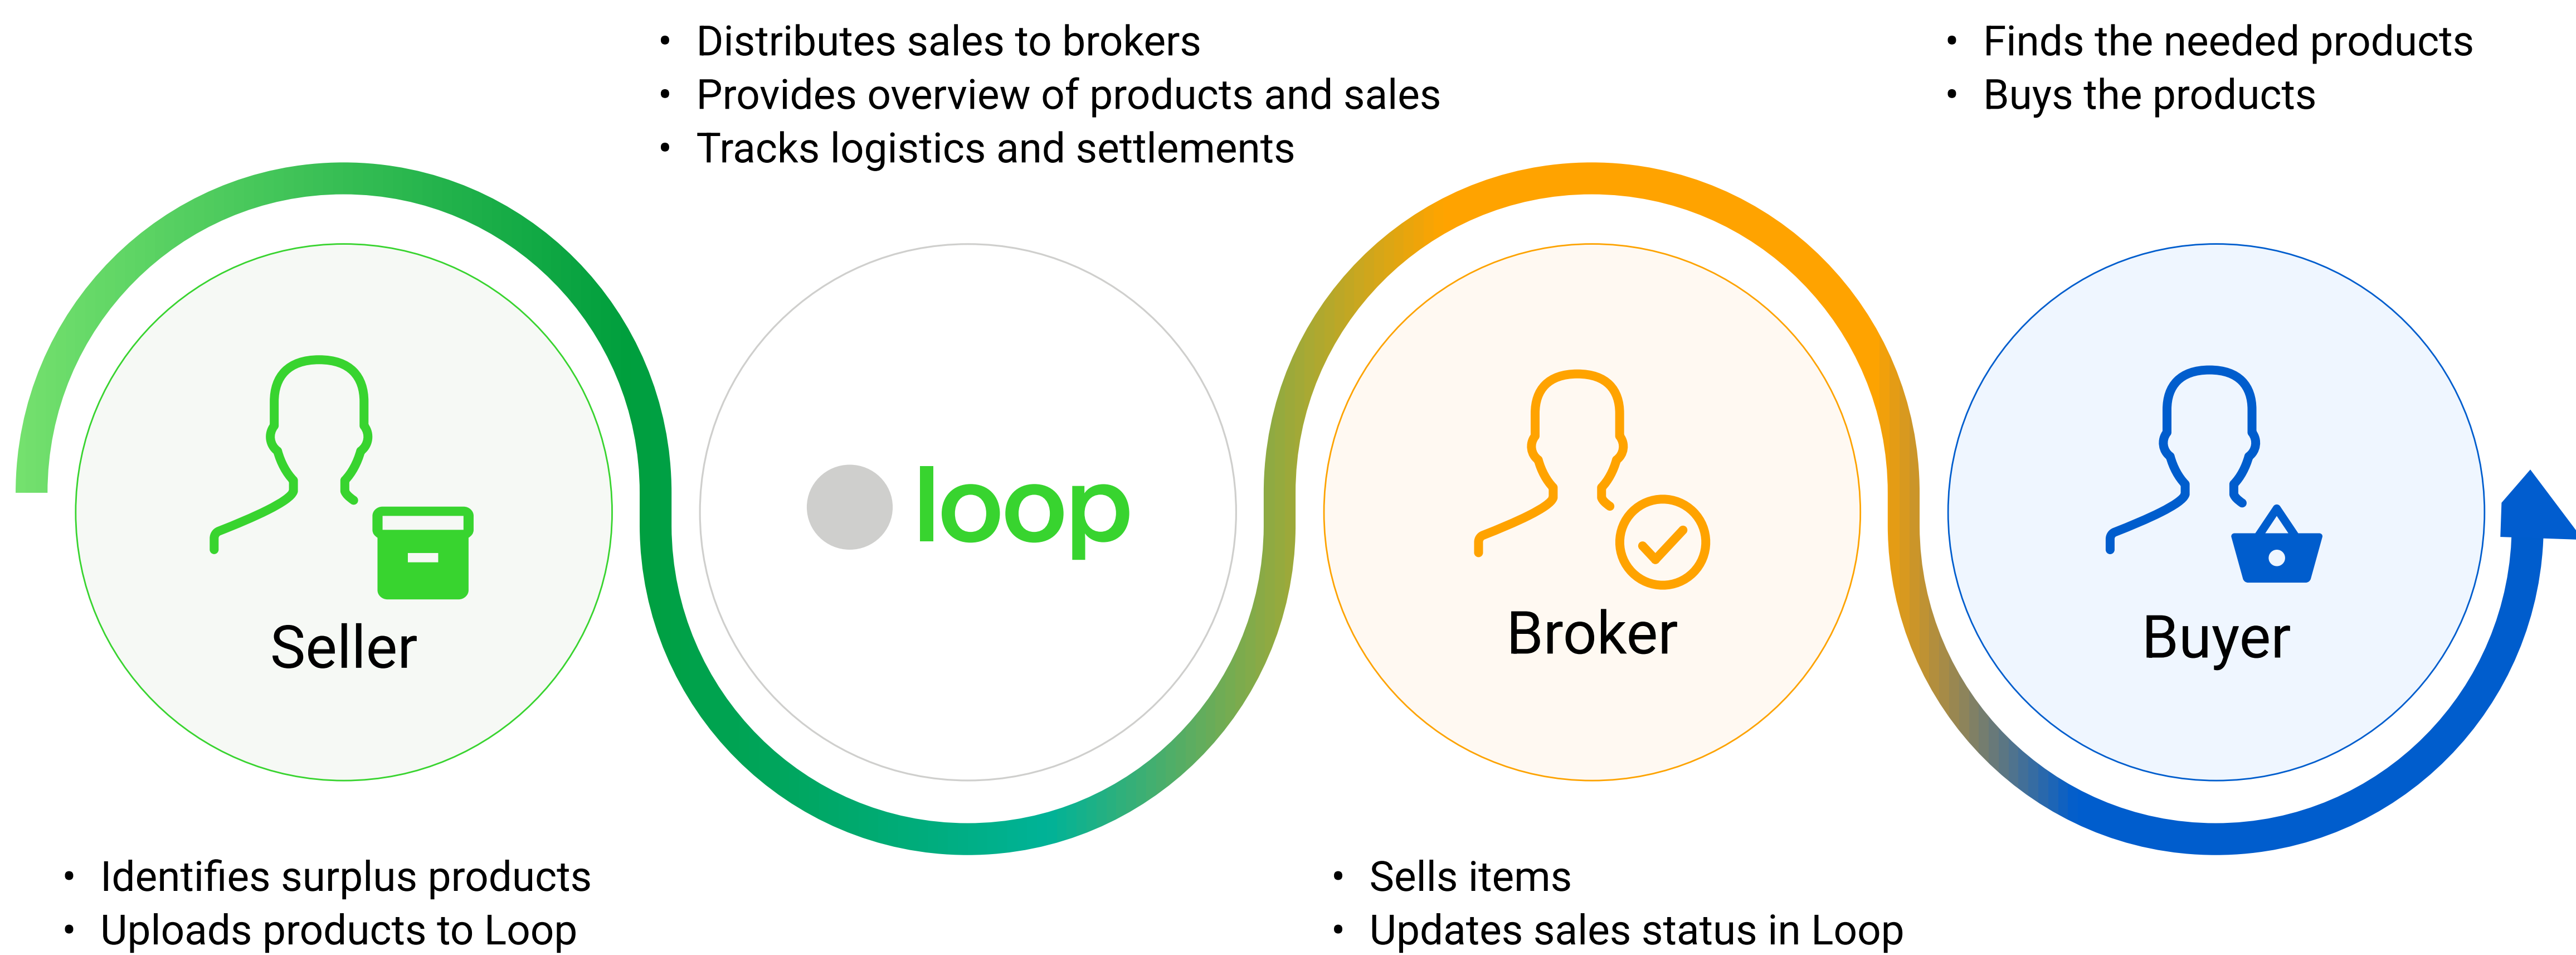 • Distributes sales to brokers
• Provides overview of products and sales
• Tracks logistics and settlements
• Finds the needed products
• Buys the products
Seller
loop
Broker
Buyer
• Identifies surplus products
• Uploads products to Loop
• Sells items
• Updates sales status in Loop